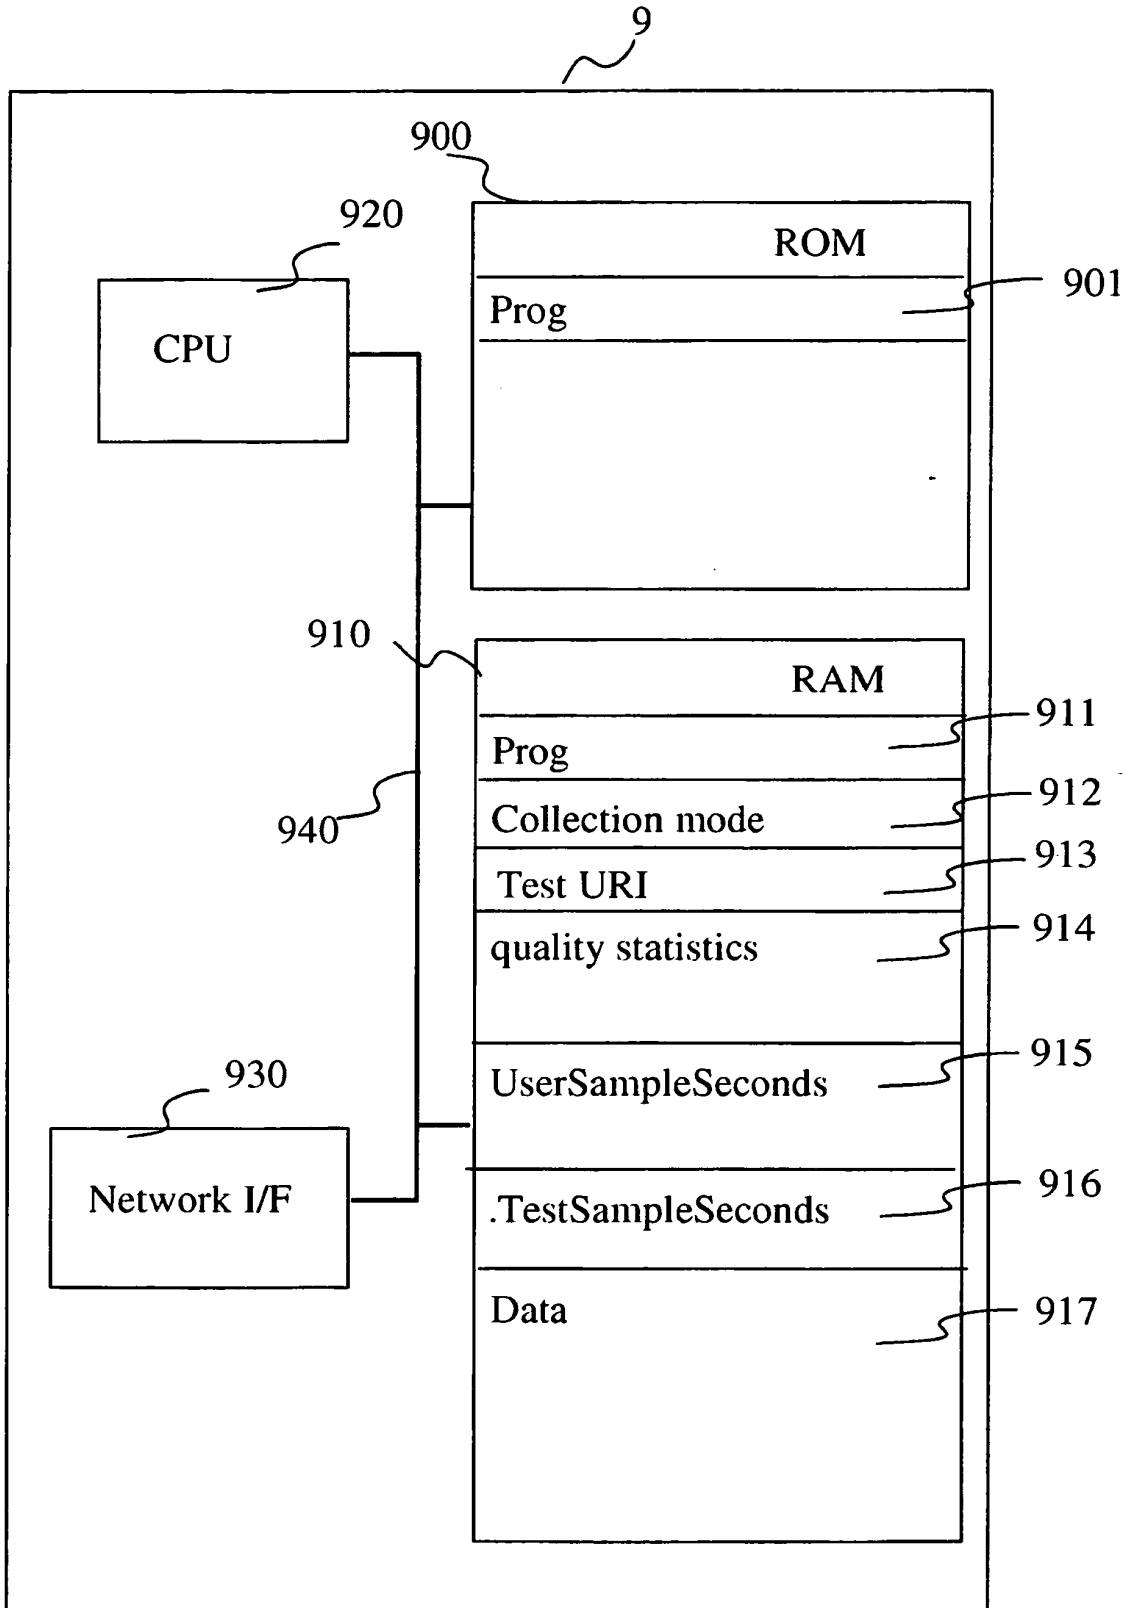 9
900
920
ROM
901
Prog
CPU
910
RAM
911
Prog
912
Collection mode
940
913
Test URI
914
quality statistics
915
930
UserSampleSeconds
916
Network I/F
.TestSampleSeconds
Data
917